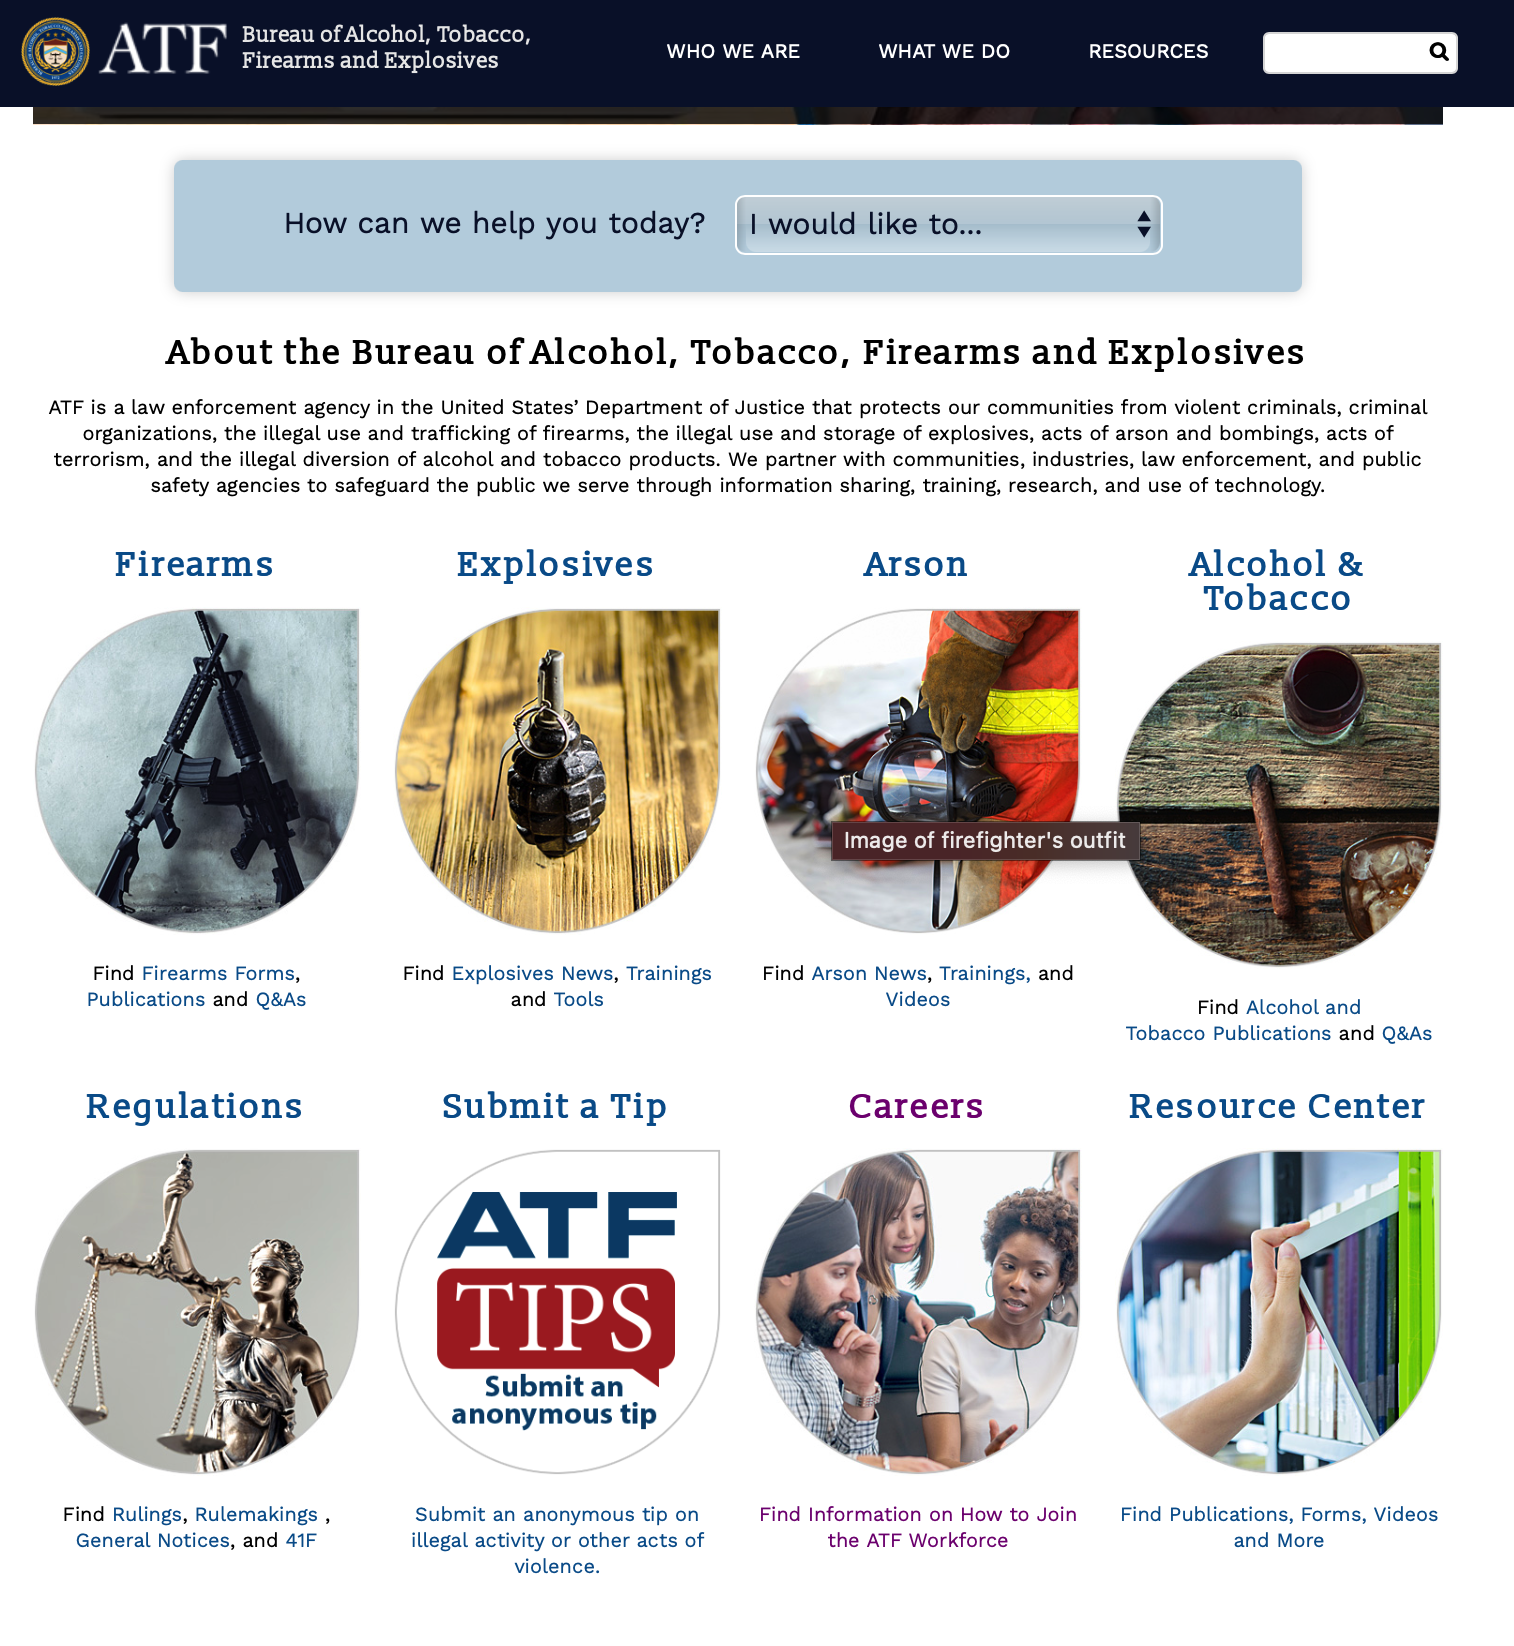 ATF
Bureau of Alcohol, Tobacco,
Firearms and Explosives
WHO WE ARE
WHAT WE DO
RESOURCES
How can we help you today?
I would like to...
About the Bureau of Alcohol, Tobacco, Firearms and Explosives
ATF is a law enforcement agency in the United States’ Department of Justice that protects our communities from violent criminals, criminal
organizations, the illegal use and trafficking of firearms, the illegal use and storage of explosives, acts of arson and bombings, acts of
terrorism, and the illegal diversion of alcohol and tobacco products. We partner with communities, industries, law enforcement, and public
safety agencies to safeguard the public we serve through information sharing, training, research, and use of technology.
Firearms
Find Firearms Forms,
Publications and Q&As
Explosives
Find Explosives News, Trainings
and Tools
Arson
Image of firefighter's outfit
Find Arson News, Trainings, and
Videos
Alcohol &
Tobacco
Find Alcohol and
Tobacco Publications and Q&As
Regulations
Find Rulings, Rulemakings ,
General Notices, and 41F
Submit a Tip
ATF
TIPS
Submit an
anonymous tip
Submit an anonymous tip on
illegal activity or other acts of
violence.
Careers
Find Information on How to Join
the ATF Workforce
Resource Center
Find Publications, Forms, Videos
and More